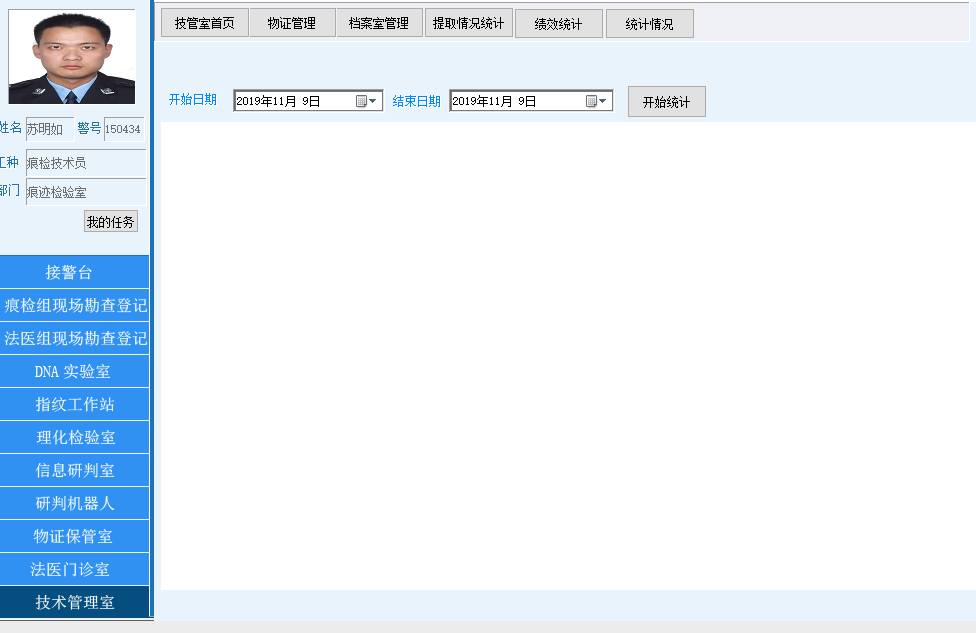 技管室首页 物证管理 档案室管理 提取情况统计 绩效统计 统计情况
开始日期 2019年11月 9日 结束日期 2019年11月 9日 开始统计
姓名 苏明如 警号 150434
工种 痕检技术员
部门 痕迹检验室
我的任务
接警台
痕检组现场勘查登记
法医组现场勘查登记
DNA 实验室
指纹工作站
理化检验室
信息研判室
研判机器人
物证保管室
法医门诊室
技术管理室